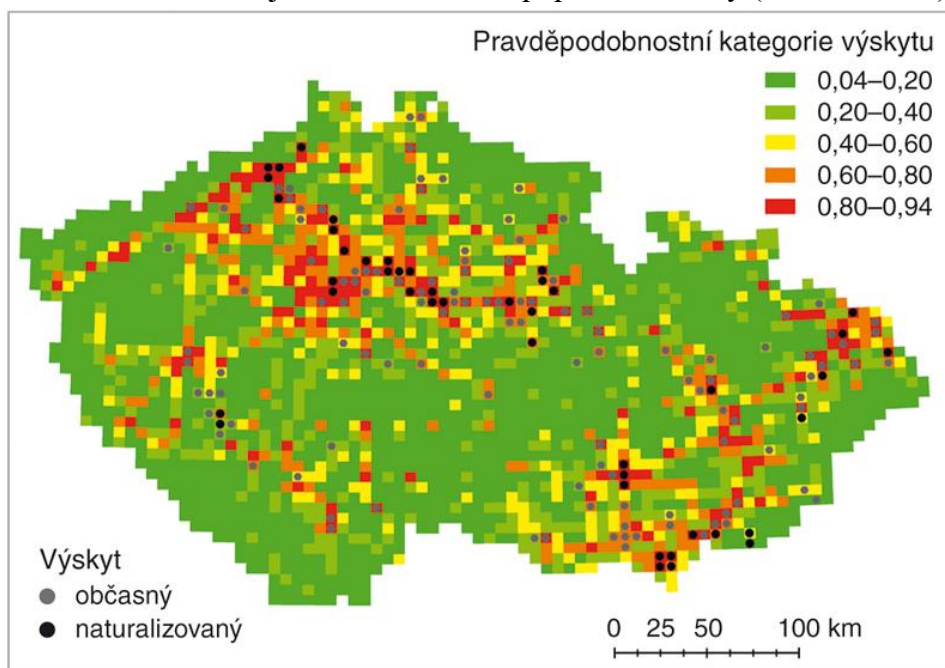 Pravděpodobnostní kategorie výskytu
0,04–0,20
0,20–0,40
0,40–0,60
0,60–0,80
0,80–0,94
Výskyt
občasný
naturalizovaný
0 25 50 100 km